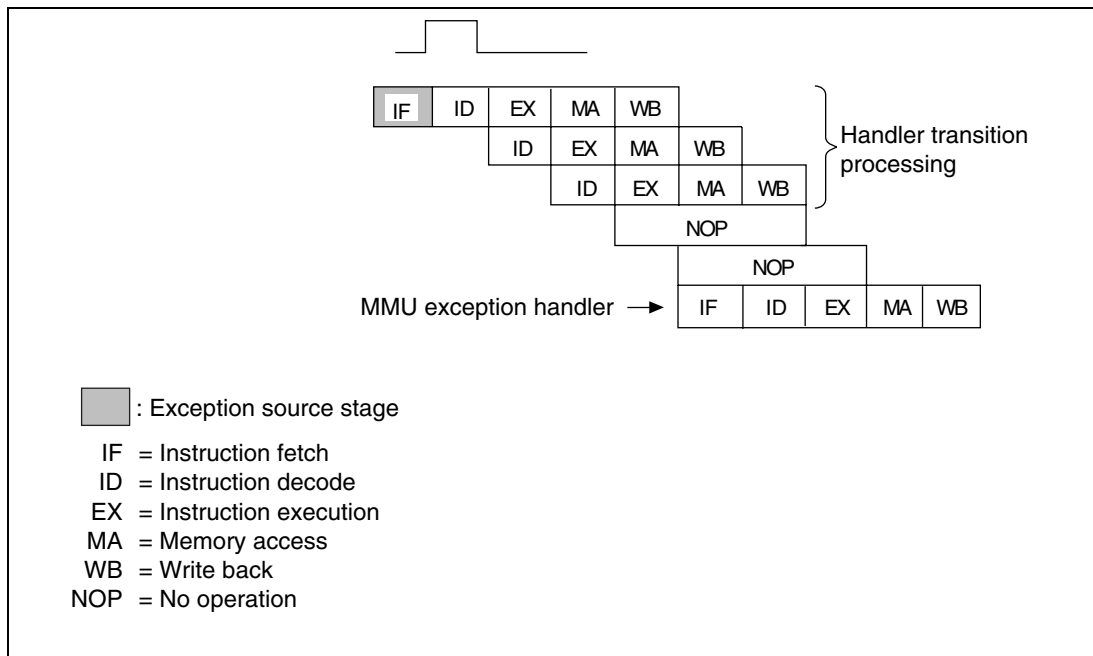 IF ID EX MA WB
ID EX MA WB
ID EX MA WB
Handler transition
processing
NOP
NOP
MMU exception handler IF ID EX MA WB
: Exception source stage
IF = Instruction fetch
ID = Instruction decode
EX = Instruction execution
MA = Memory access
WB = Write back
NOP = No operation